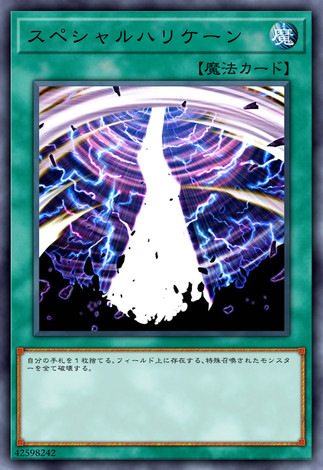 スペシャルハリケーン
魔
【魔法カード】
自分の手札を１枚捨てる。フィールド上に存在する、特殊召喚されたモンスタ
ーを全て破壊する。
42598242